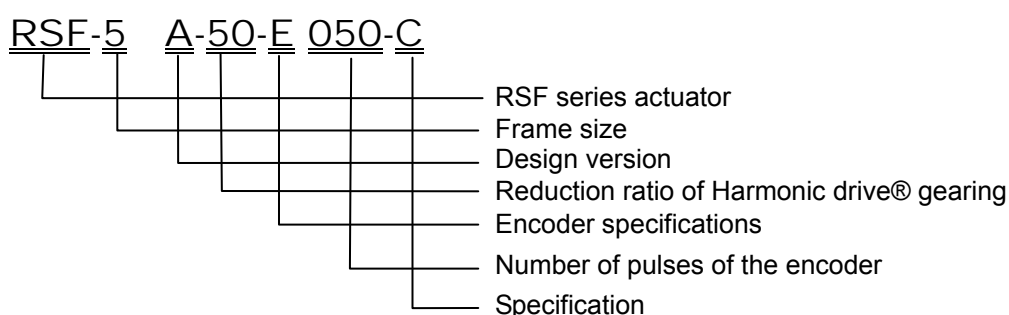 RSF-5 A-50-E 050-C
RSF series actuator
Frame size
Design version
Reduction ratio of Harmonic drive® gearing
Encoder specifications
Number of pulses of the encoder
Specification